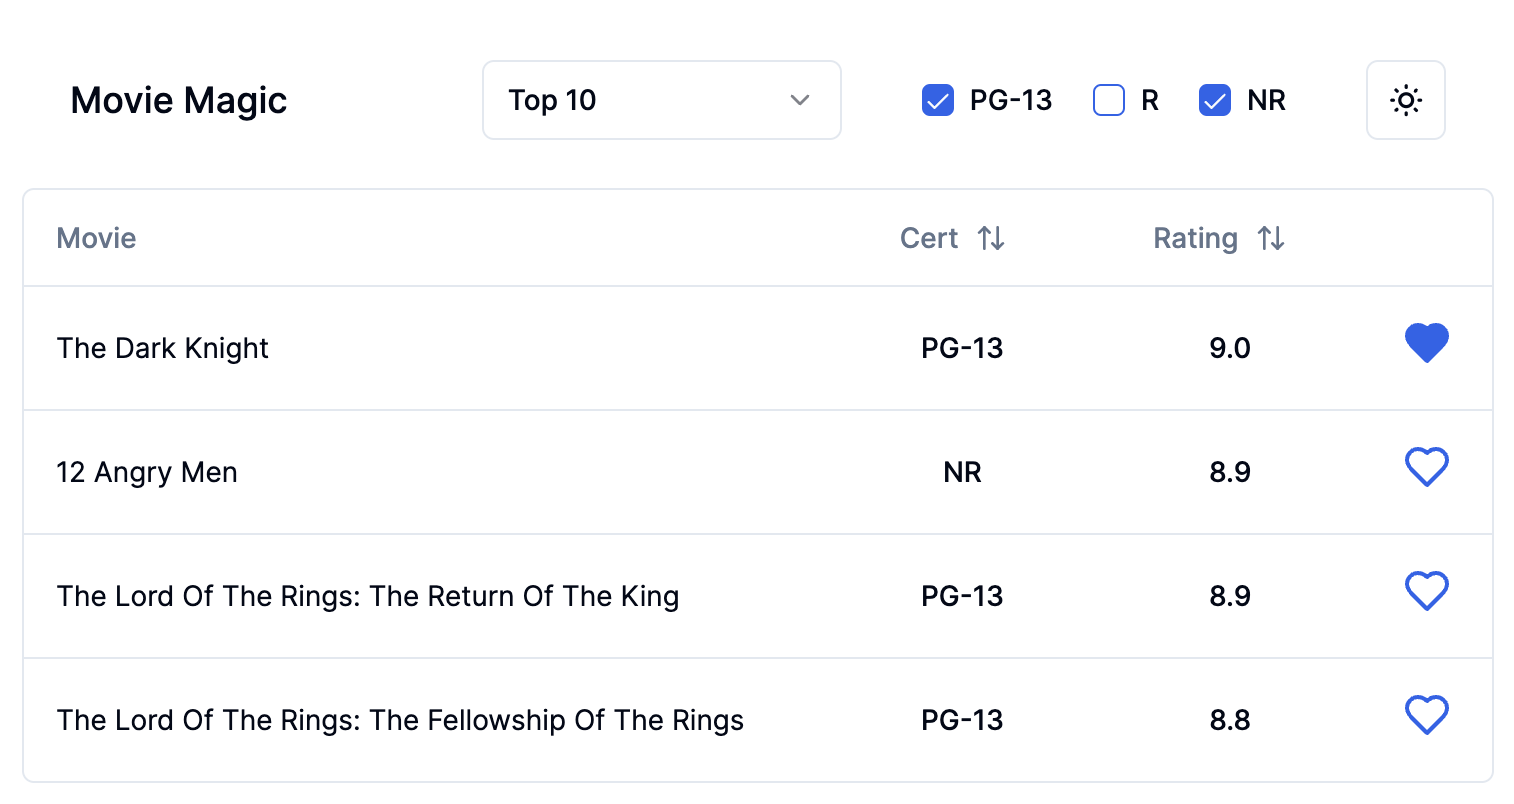 Movie Magic Top 10 PG-13 R NR
Movie Cert Rating
The Dark Knight PG-13 9.0
12 Angry Men NR 8.9
The Lord Of The Rings: The Return Of The King PG-13 8.9
The Lord Of The Rings: The Fellowship Of The Rings PG-13 8.8